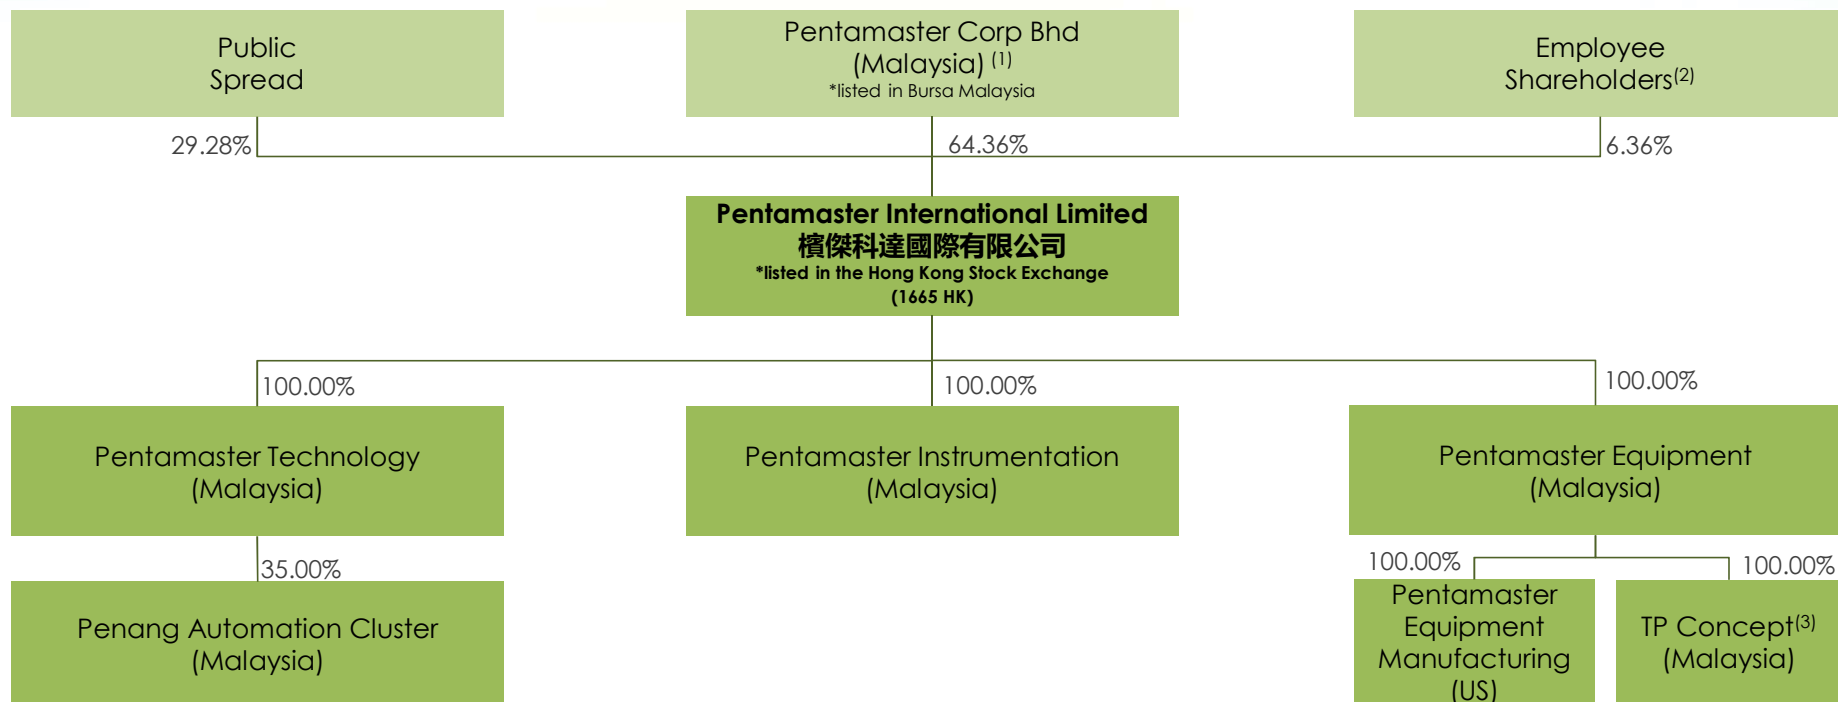 Public
Spread
Pentamaster Corp Bhd
(Malaysia) (1)
*listed in Bursa Malaysia
Employee
Shareholders(2)
29.28%
64.36%
6.36%
Pentamaster International Limited
檳傑科達國際有限公司
*listed in the Hong Kong Stock Exchange
(1665 HK)
100.00%
100.00%
100.00%
Pentamaster Technology
(Malaysia)
Pentamaster Instrumentation
(Malaysia)
Pentamaster Equipment
(Malaysia)
35.00%
100.00%
100.00%
Penang Automation Cluster
(Malaysia)
Pentamaster
Equipment
Manufacturing
(US)
TP Concept(3)
(Malaysia)